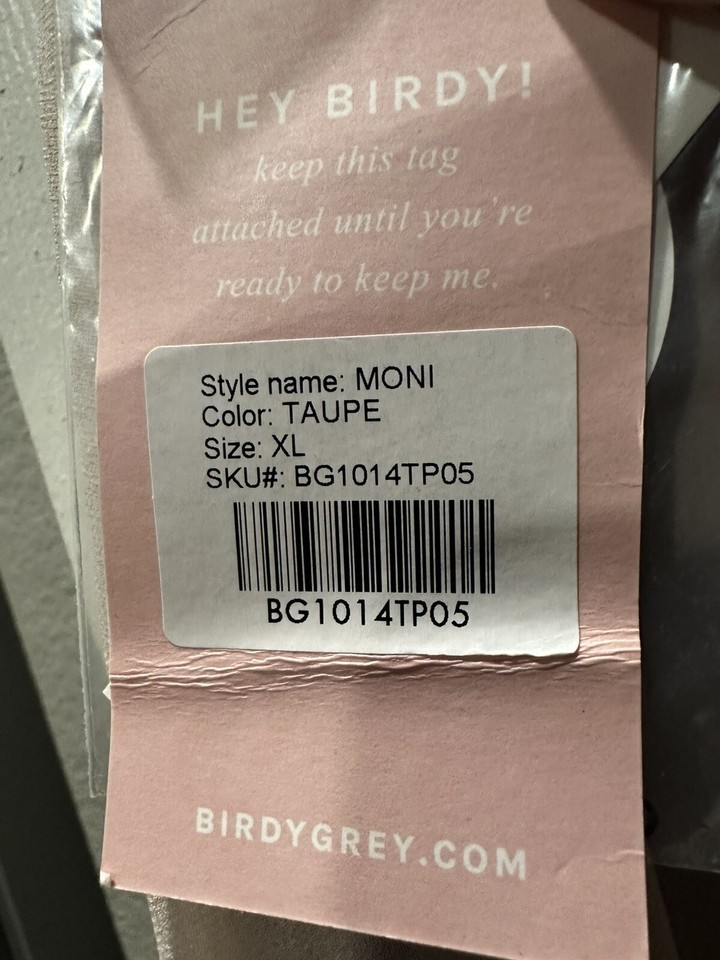 HEY BIRDY!
keep this tag
attached until you're
ready to keep me.
Style name: MONI
Color: TAUPE
Size: XL
SKU#: BG1014TP05
BG1014TP05
BIRDYGREY.COM